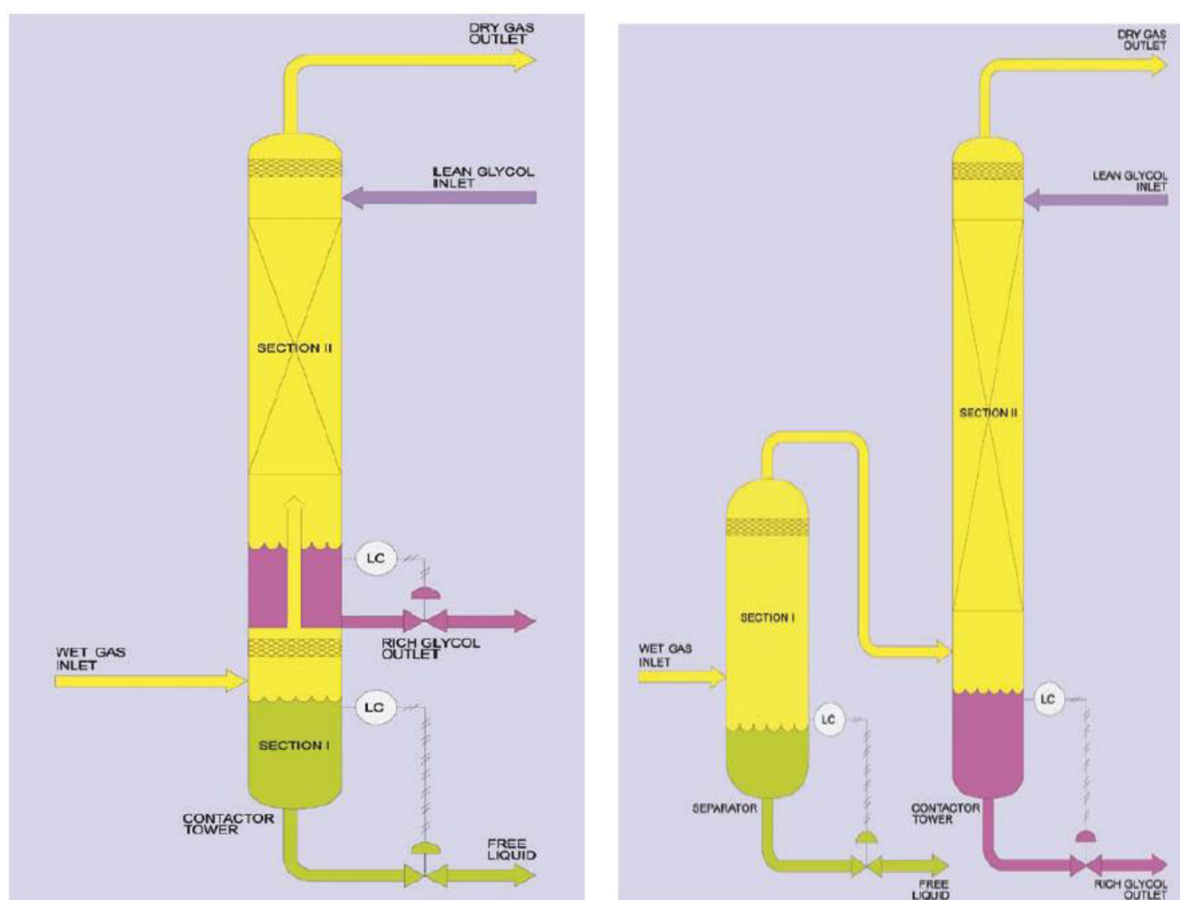 DRY GAS
OUTLET
LEAN GLYCOL
INLET
SECTION II
LC
RICH GLYCOL
OUTLET
WET GAS
INLET
LC
SECTION I
CONTACTOR
TOWER
FREE
LIQUID
DRY GAS
OUTLET
LEAN GLYCOL
INLET
SECTION II
SECTION I
WET GAS
INLET
LC
LC
SEPARATOR
CONTACTOR
TOWER
FREE
LIQUID
RICH GLYCOL
OUTLET